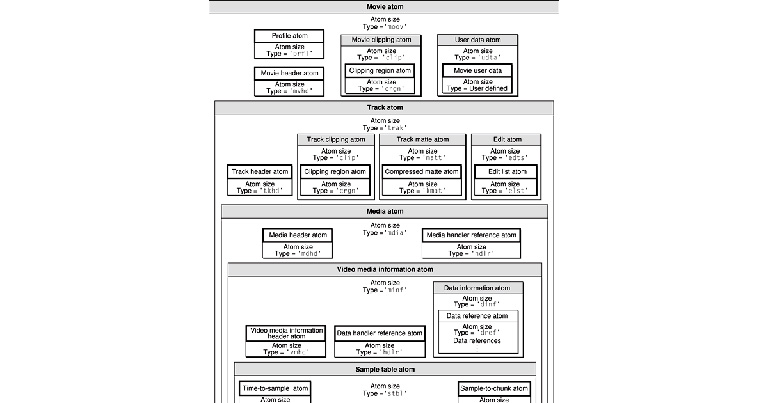 Movie atom
Atom size
Type = 'moov'
Profile atom
Atom size
Type = 'prfl'
Movie header atom
Atom size
Type = 'mvhd'
Movie clipping atom
Atom size
Type = 'clip'
Clipping region atom
Atom size
Type = 'crgn'
User data atom
Atom size
Type = 'udta'
Movie user data
Atom size
Type = User defined
Track atom
Atom size
Type = 'trak'
Track header atom
Atom size
Type = 'tkhd'
Track clipping atom
Atom size
Type = 'clip'
Clipping region atom
Atom size
Type = 'crgn'
Track matte atom
Atom size
Type = 'matt'
Compressed matte atom
Atom size
Type = 'kmat'
Edit atom
Atom size
Type = 'edts'
Edit list atom
Atom size
Type = 'elst'
Media atom
Atom size
Type = 'mdia'
Media header atom
Atom size
Type = 'mdhd'
Media handler reference atom
Atom size
Type = 'hdlr'
Video media information atom
Atom size
Type = 'minf'
Video media information
header atom
Atom size
Type = 'vmhd'
Data handler reference atom
Atom size
Type = 'hdlr'
Data information atom
Atom size
Type = 'dinf'
Data reference atom
Atom size
Type = 'dref'
Data references
Sample table atom
Atom size
Type = 'stbl'
Time-to-sample atom
Atom size
Sample-to-chunk atom
Atom size